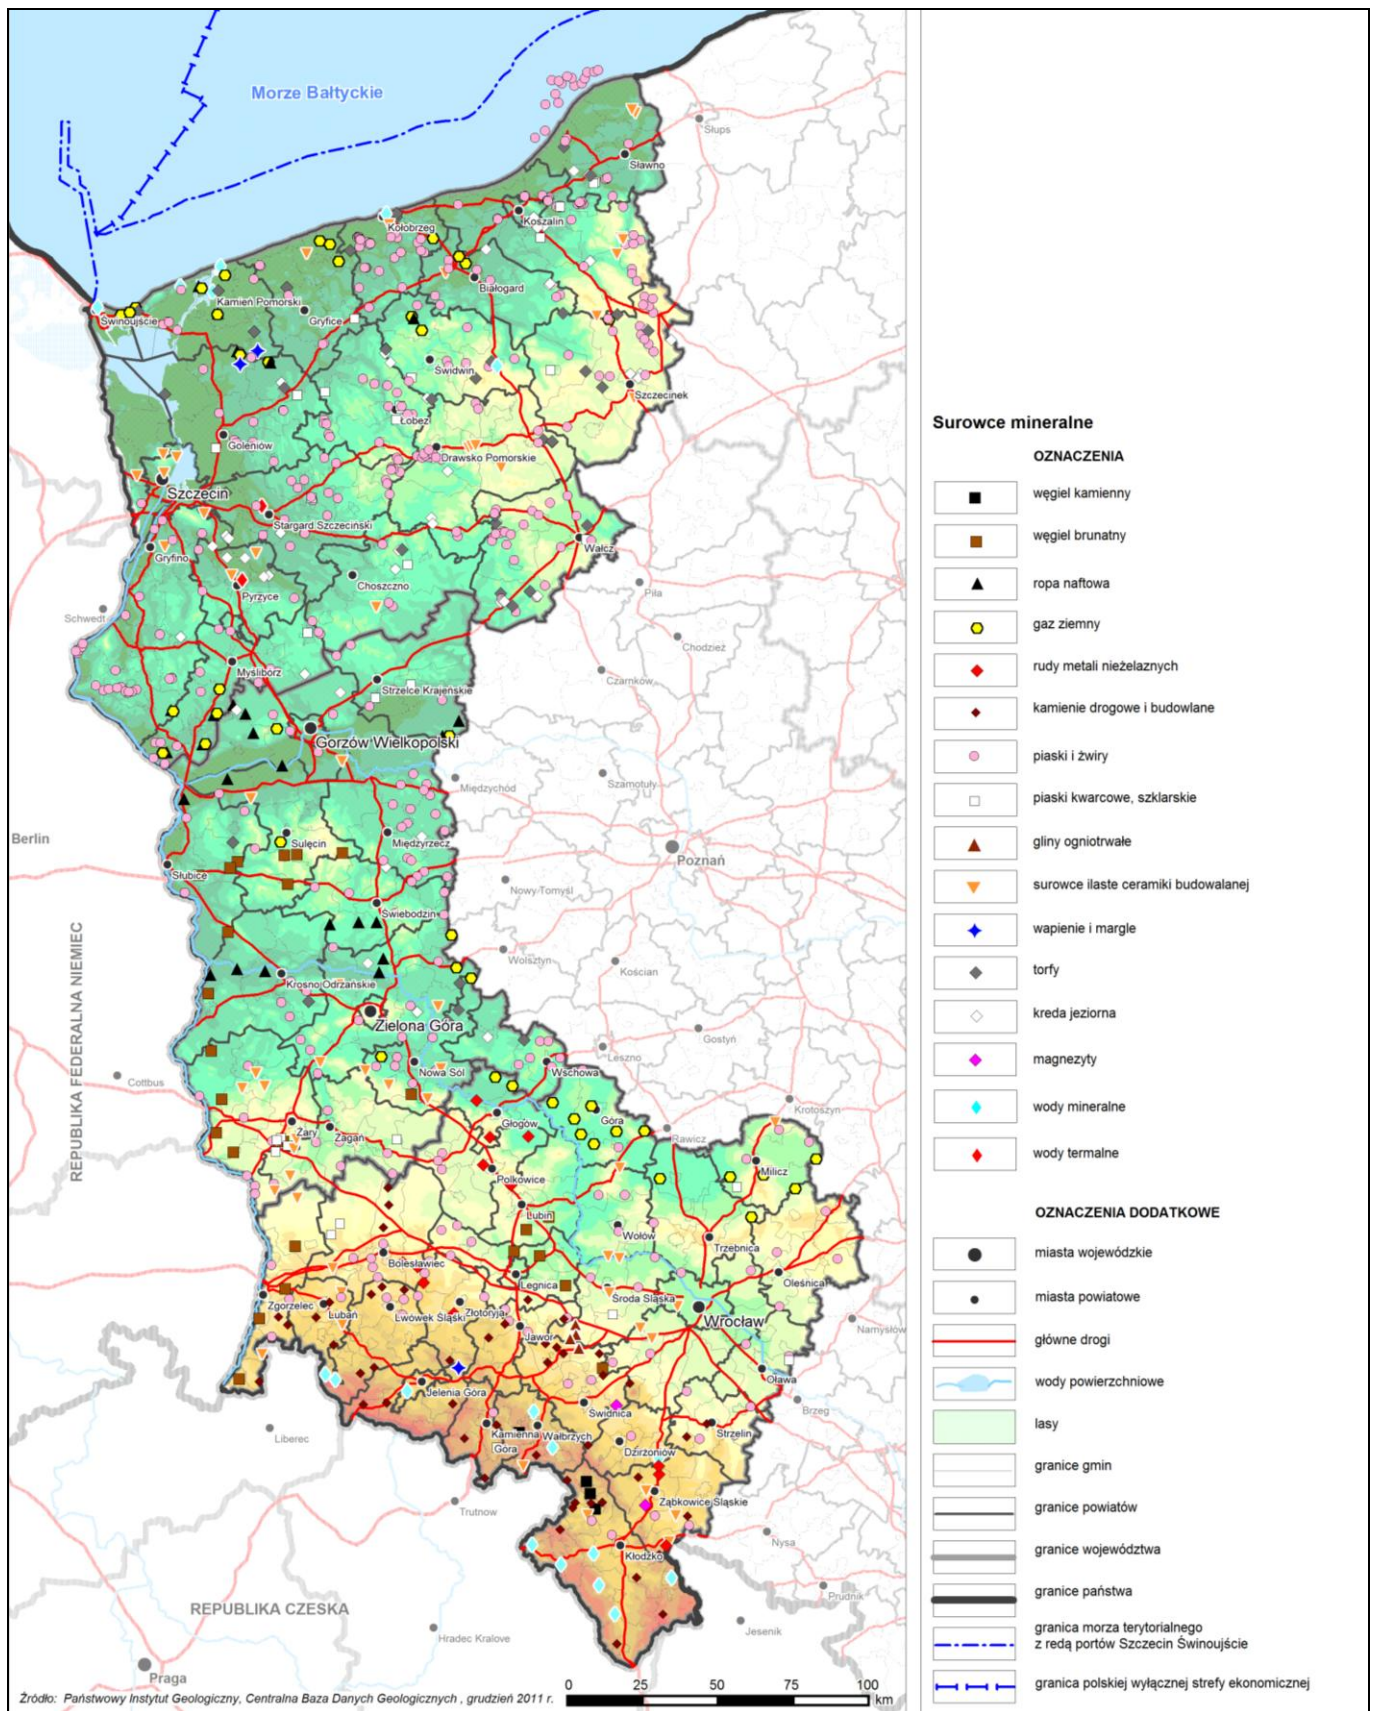 Morze Bałtyckie
Słups
Sławno
Koszalin
Kołobrzeg
Białogard
Kamień Pomorski
Świnoujście
Gryfice
Świdwin
Szczecinek
Łobez
Goleniów
Drawsko Pomorskie
Szczecin
Stargard Szczeciński
Gryfino
Wałcz
Choszczno
Pyrzyce
Piła
Schwedt
Chodzież
Myślibórz
Czarnków
Strzelce Krajeńskie
Gorzów Wielkopolski
Międzychód
Szamotuły
Berlin
Sulęcin
Międzyrzecz
Poznań
Słubice
Nowy Tomyśl
Świebodzin
Wolsztyn
Kościan
Krosno Odrzańskie
REPUBLIKA FEDERALNA NIEMIEC
Zielona Góra
Gostyń
Leszno
Cottbus
Nowa Sól
Wschowa
Krotoszyn
Głogów
Góra
Żary
Żagań
Rawicz
Milicz
Polkowice
Lubin
Wołów
Trzebnica
Bolesławiec
Legnica
Oleśnica
Zgorzelec
Lubań
Lwówek Śląski
Złotoryja
Środa Śląska
Wrocław
Namysłów
Jawor
Jelenia Góra
Oława
Brzeg
Świdnica
Liberec
Kamienna
Góra
Wałbrzych
Strzelin
Dzirżoniów
Trutnow
Ząbkowice Śląskie
Nysa
Kłodzko
Prudnik
REPUBLIKA CZESKA
Jesenik
Hradec Kralove
Praga
Źródło: Państwowy Instytut Geologiczny, Centralna Baza Danych Geologicznych , grudzień 2011 r.
0 25 50 75 100
km
Surowce mineralne
OZNACZENIA
węgiel kamienny
węgiel brunatny
ropa naftowa
gaz ziemny
rudy metali nieżelaznych
kamienie drogowe i budowlane
piaski i żwiry
piaski kwarcowe, szklarskie
gliny ogniotrwałe
surowce ilaste ceramiki budowalanej
wapienie i margle
torfy
kreda jeziorna
magnezyty
wody mineralne
wody termalne
OZNACZENIA DODATKOWE
miasta wojewódzkie
miasta powiatowe
główne drogi
wody powierzchniowe
lasy
granice gmin
granice powiatów
granice województwa
granice państwa
granica morza terytorialnego
z redą portów Szczecin Świnoujście
granica polskiej wyłącznej strefy ekonomicznej